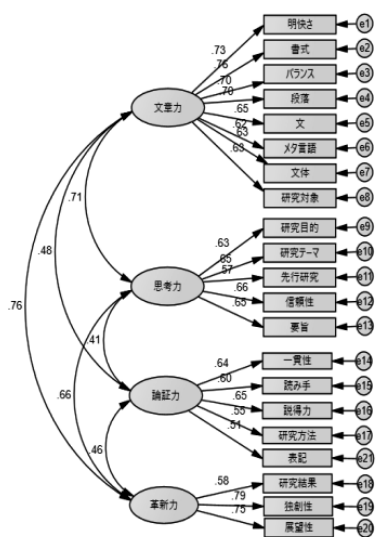 明快さ e1
.73
書式 e2
.76
バランス e3
.70
段落 e4
.70
文章力
文 e5
.65
メタ言語 e6
.62
文体 e7
.63
研究対象 e8
.63
.71
研究目的 e9
.63
.48
研究テーマ e10
.65
先行研究 e11
.57
思考力
信頼性 e12
.66
.76
要旨 e13
.65
.41
一貫性 e14
.64
.66
読み手 e15
.60
論証力
説得力 e16
.65
研究方法 e17
.55
表記 e21
.51
.46
研究結果 e18
.58
革新力
独創性 e19
.79
展望性 e20
.75